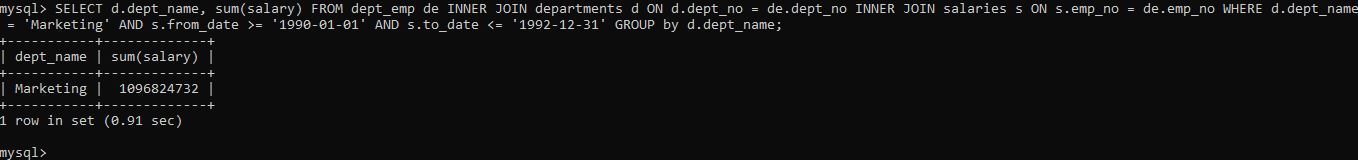 mysql> SELECT d.dept_name, sum(salary) FROM dept_emp de INNER JOIN departments d ON d.dept_no = de.dept_no INNER JOIN salaries s ON s.emp_no = de.emp_no WHERE d.dept_name
= 'Marketing' AND s.from_date >= '1990-01-01' AND s.to_date <= '1992-12-31' GROUP by d.dept_name;
+-----------+-------------+
| dept_name | sum(salary) |
+-----------+-------------+
| Marketing |  1096824732 |
+-----------+-------------+
1 row in set (0.91 sec)
mysql>